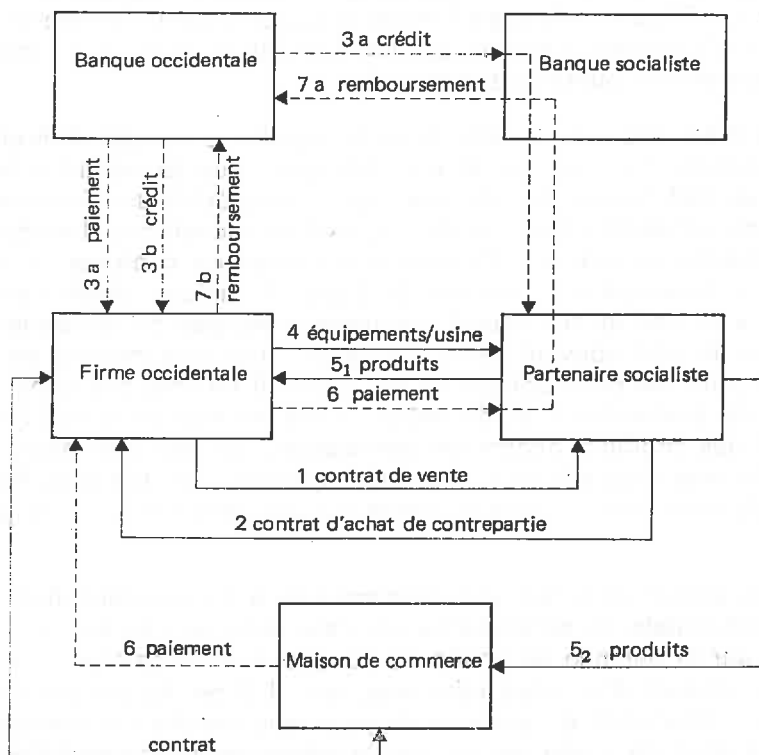 3 a crédit
Banque occidentale
Banque socialiste
7 a remboursement
3 a paiement
3 b crédit
7 b
remboursement
4 équipements/usine
Firme occidentale
5₁ produits
Partenaire socialiste
6 paiement
1 contrat de vente
2 contrat d'achat de contrepartie
6 paiement
Maison de commerce
5₂ produits
contrat